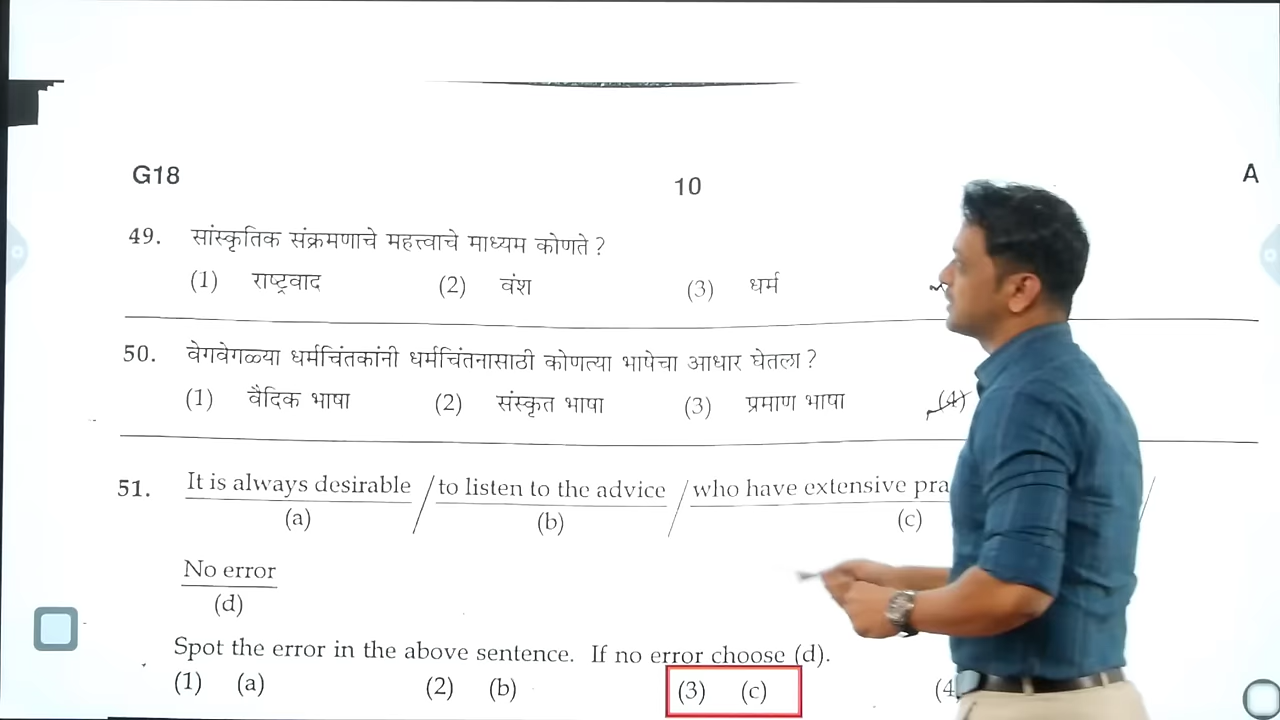 G18 10 A
49. सांस्कृतिक संक्रमणाचे महत्त्वाचे माध्यम कोणते ?
(1) राष्ट्रवाद (2) वंश (3) धर्म
50. वेगवेगळ्या धर्मचिंतकांनी धर्मचिंतनासाठी कोणत्या भाषेचा आधार घेतला ?
(1) वैदिक भाषा (2) संस्कृत भाषा (3) प्रमाण भाषा (4)
51. It is always desirable / to listen to the advice / who have extensive /
(a) (b) (c)
No error
(d)
Spot the error in the above sentence. If no error choose (d).
(1) (a) (2) (b) (3) (c) (4